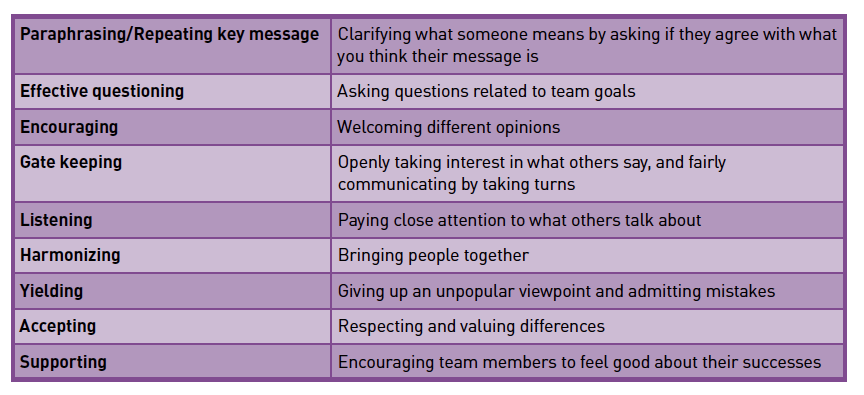 Paraphrasing/Repeating key message
Clarifying what someone means by asking if they agree with what
you think their message is
Effective questioning
Asking questions related to team goals
Encouraging
Welcoming different opinions
Gate keeping
Openly taking interest in what others say, and fairly
communicating by taking turns
Listening
Paying close attention to what others talk about
Harmonizing
Bringing people together
Yielding
Giving up an unpopular viewpoint and admitting mistakes
Accepting
Respecting and valuing differences
Supporting
Encouraging team members to feel good about their successes